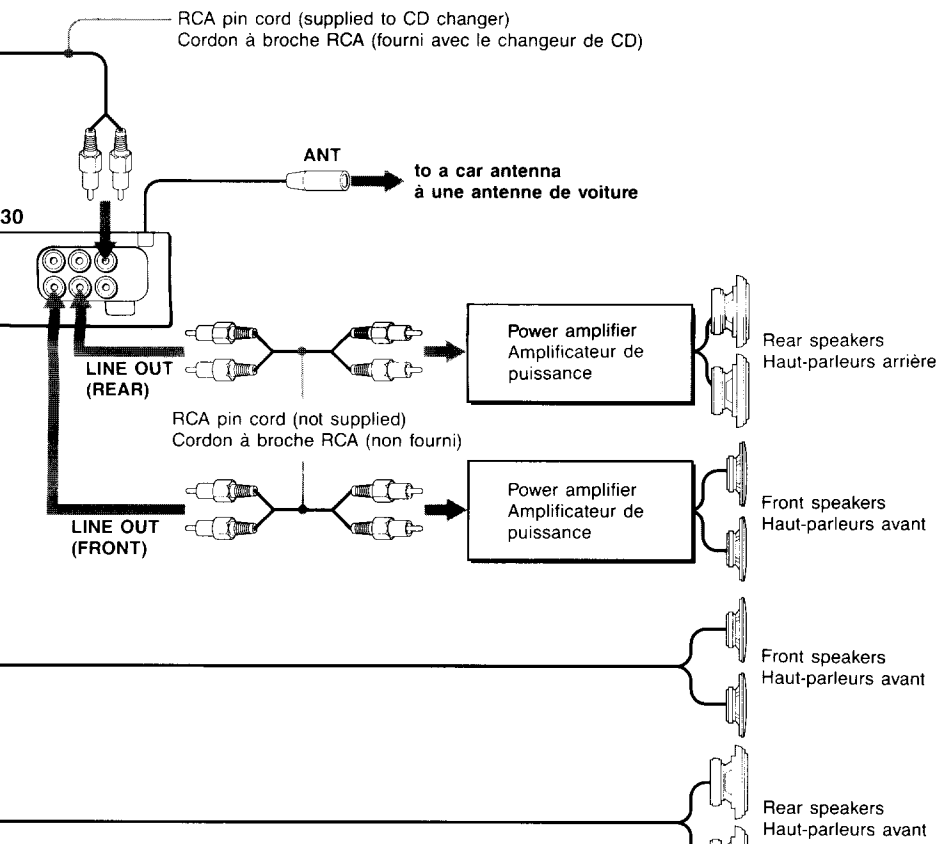 RCA pin cord (supplied to CD changer)
Cordon à broche RCA (fourni avec le changeur de CD)
ANT
to a car antenna
à une antenne de voiture
30
LINE OUT
(REAR)
Power amplifier
Amplificateur de
puissance
Rear speakers
Haut-parleurs arrière
RCA pin cord (not supplied)
Cordon à broche RCA (non fourni)
LINE OUT
(FRONT)
Power amplifier
Amplificateur de
puissance
Front speakers
Haut-parleurs avant
Front speakers
Haut-parleurs avant
Rear speakers
Haut-parleurs avant